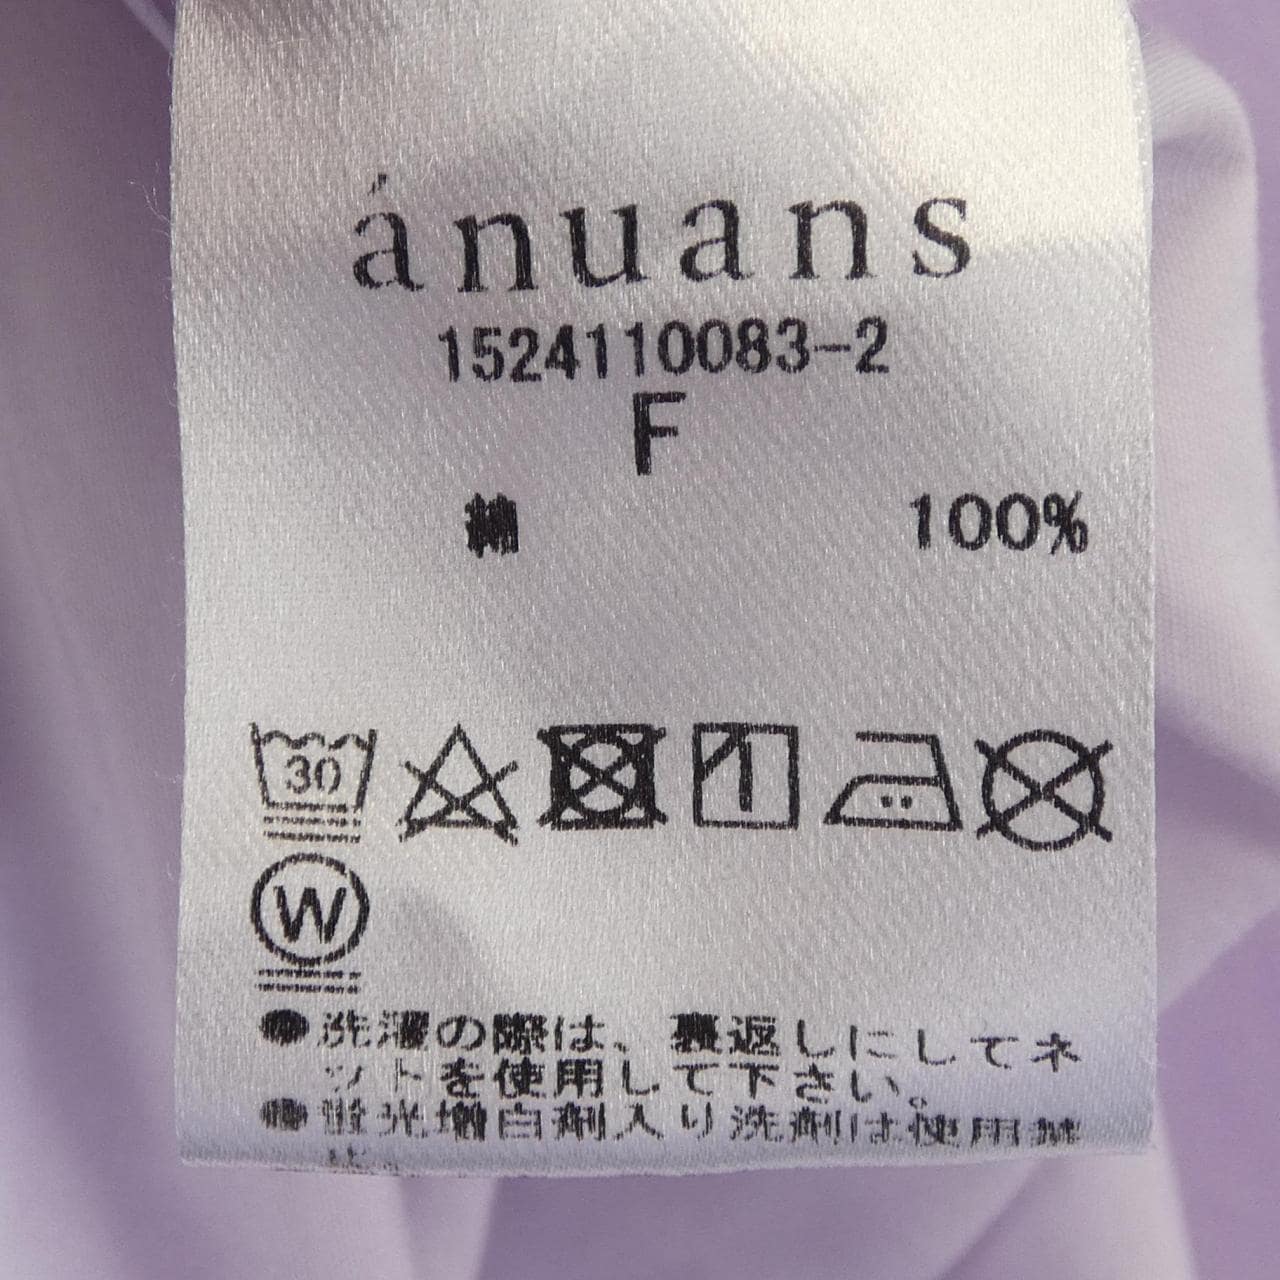 ánuans
1524110083-2
F
綿 100%
30
W
●洗濯の際は、裏返しにしてネ
ットを使用して下さい。
●蛍光増白剤入り洗剤は使用禁